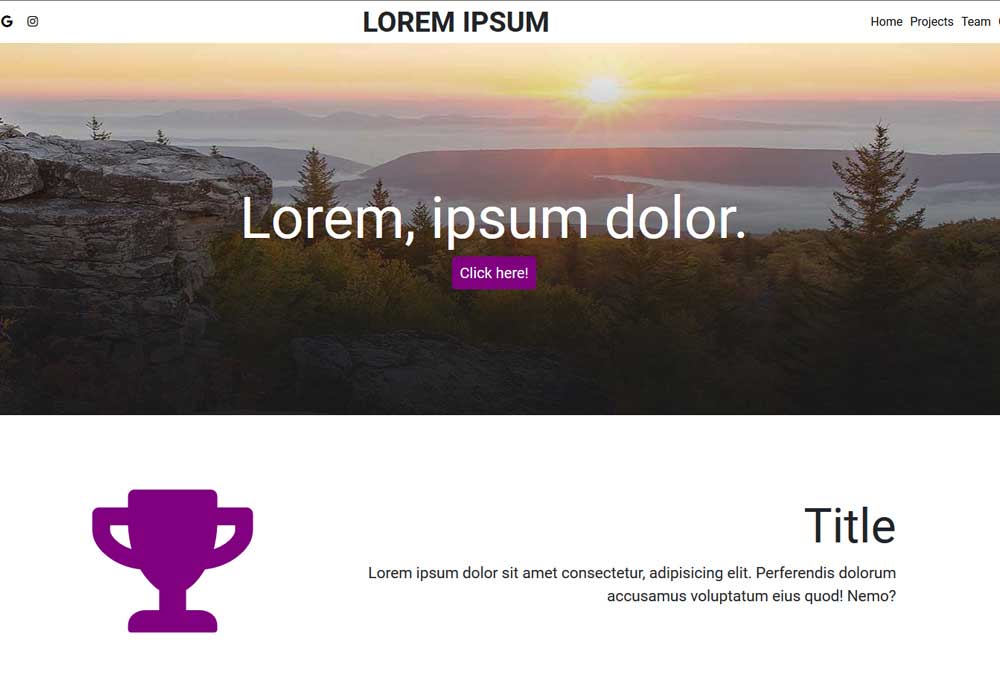 LOREM IPSUM
Home Projects Team
Lorem, ipsum dolor.
Click here!
Title
Lorem ipsum dolor sit amet consectetur, adipisicing elit. Perferendis dolorum
accusamus voluptatum eius quod! Nemo?